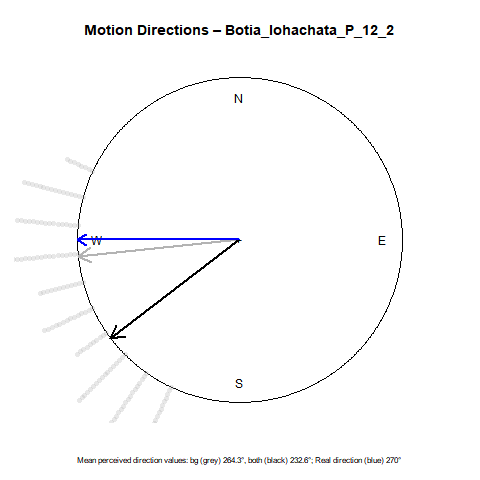 Motion Directions – Botia_lohachata_P_12_2
N
W
E
S
Mean perceived direction values: bg (grey) 264.3°, both (black) 232.6°; Real direction (blue) 270°